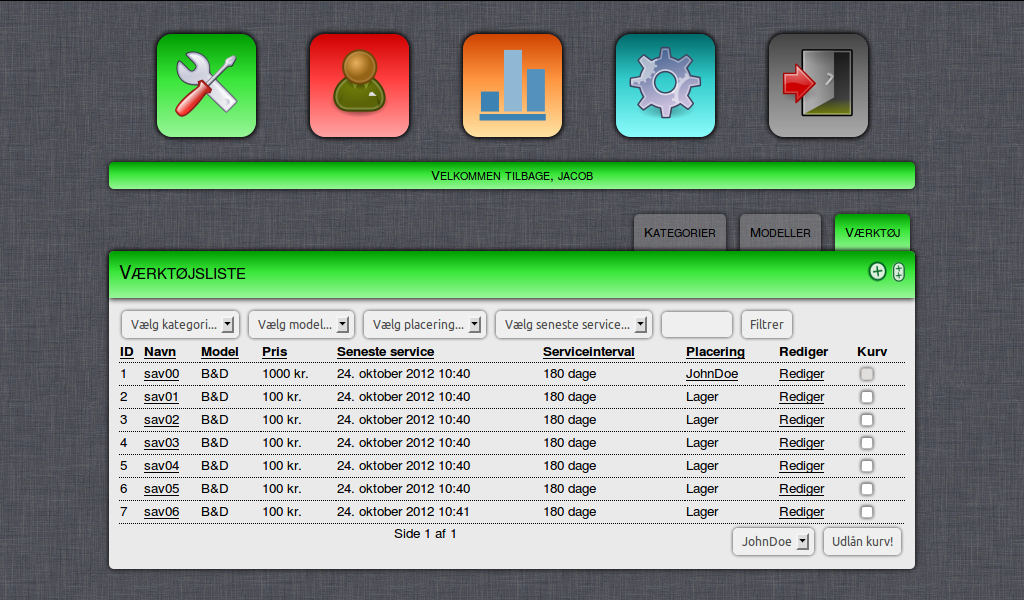 Velkommen tilbage, jacob
Kategorier Modeller Værktøj
Værktøjsliste
Vælg kategori... Vælg model... Vælg placering... Vælg seneste service... Filtrer
ID Navn Model Pris Seneste service Serviceinterval Placering Rediger Kurv
1 sav00 B&D 1000 kr. 24. oktober 2012 10:40 180 dage JohnDoe Rediger
2 sav01 B&D 100 kr. 24. oktober 2012 10:40 180 dage Lager Rediger
3 sav02 B&D 100 kr. 24. oktober 2012 10:40 180 dage Lager Rediger
4 sav03 B&D 100 kr. 24. oktober 2012 10:40 180 dage Lager Rediger
5 sav04 B&D 100 kr. 24. oktober 2012 10:40 180 dage Lager Rediger
6 sav05 B&D 100 kr. 24. oktober 2012 10:40 180 dage Lager Rediger
7 sav06 B&D 100 kr. 24. oktober 2012 10:41 180 dage Lager Rediger
Side 1 af 1
JohnDoe Udlån kurv!